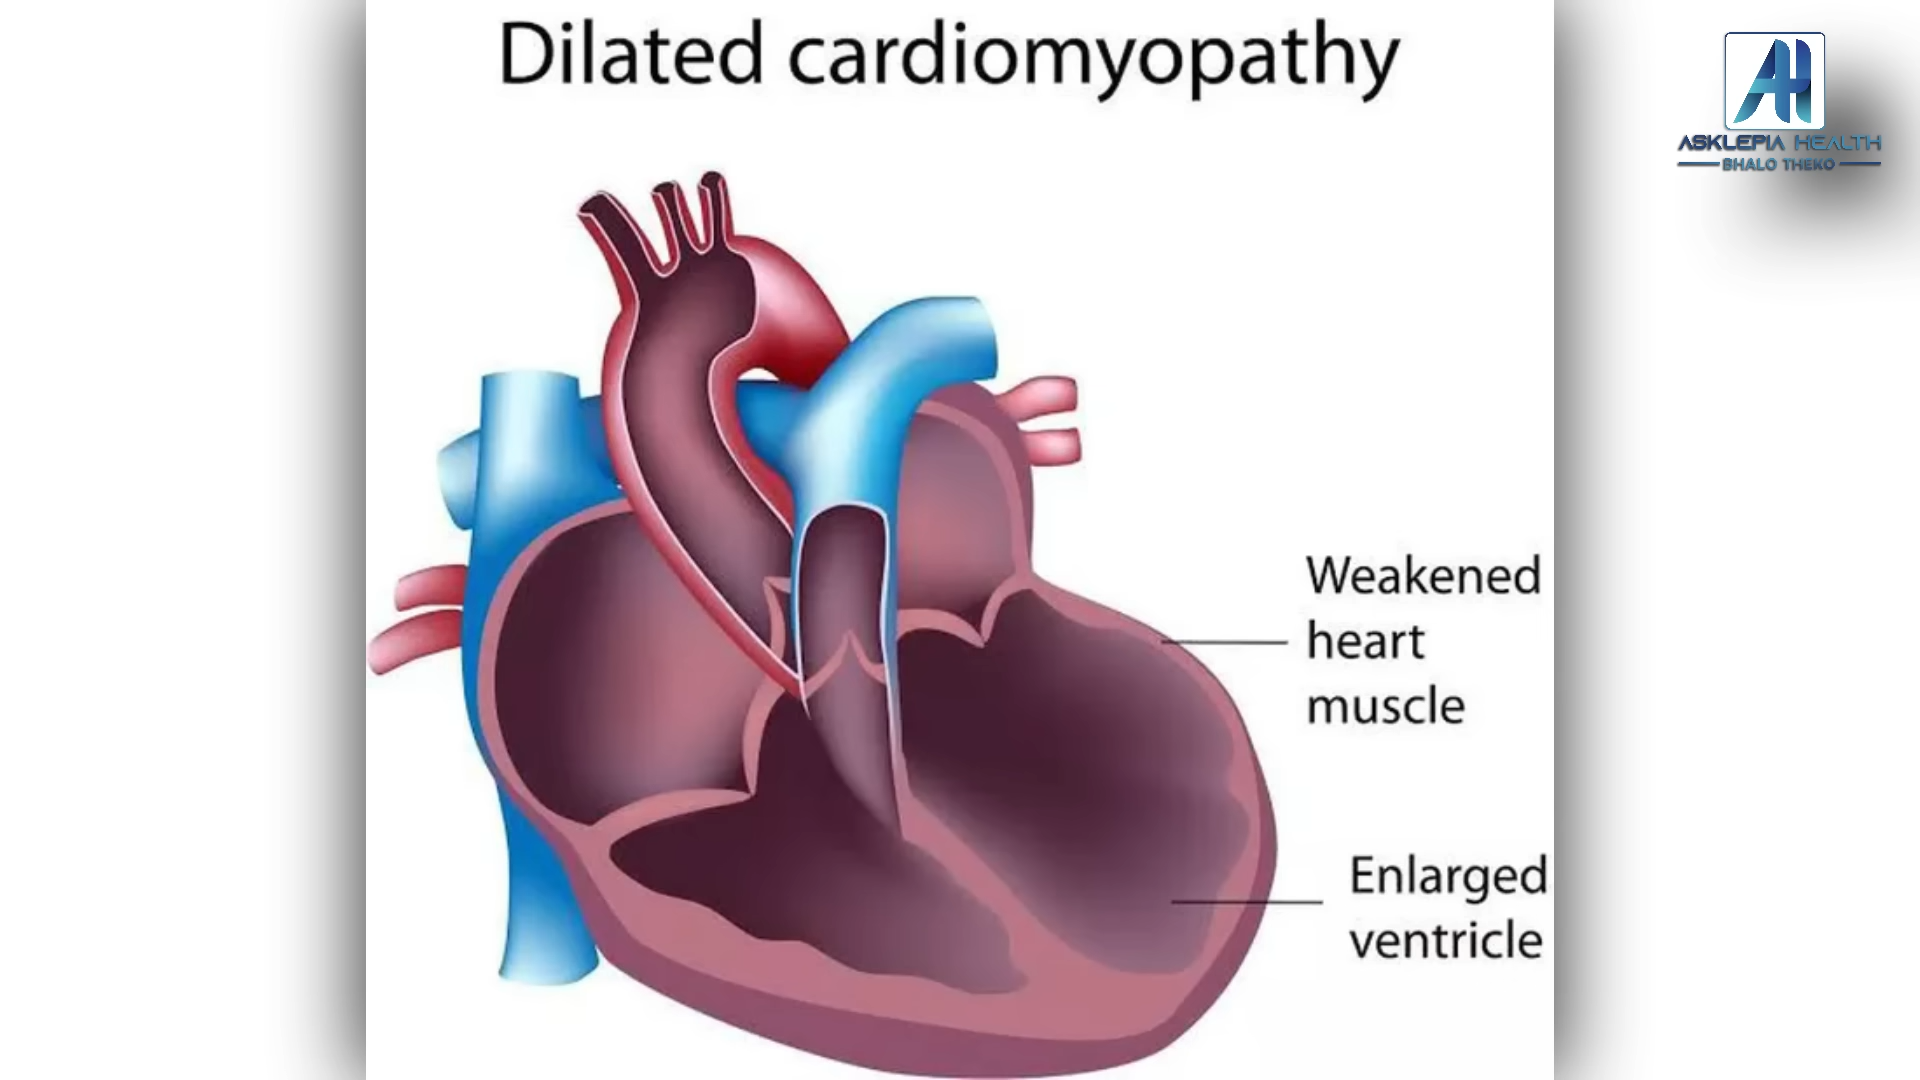 Dilated cardiomyopathy
ASKLEPIA HEALTH
BHALO THEKO
Weakened
heart
muscle
Enlarged
ventricle